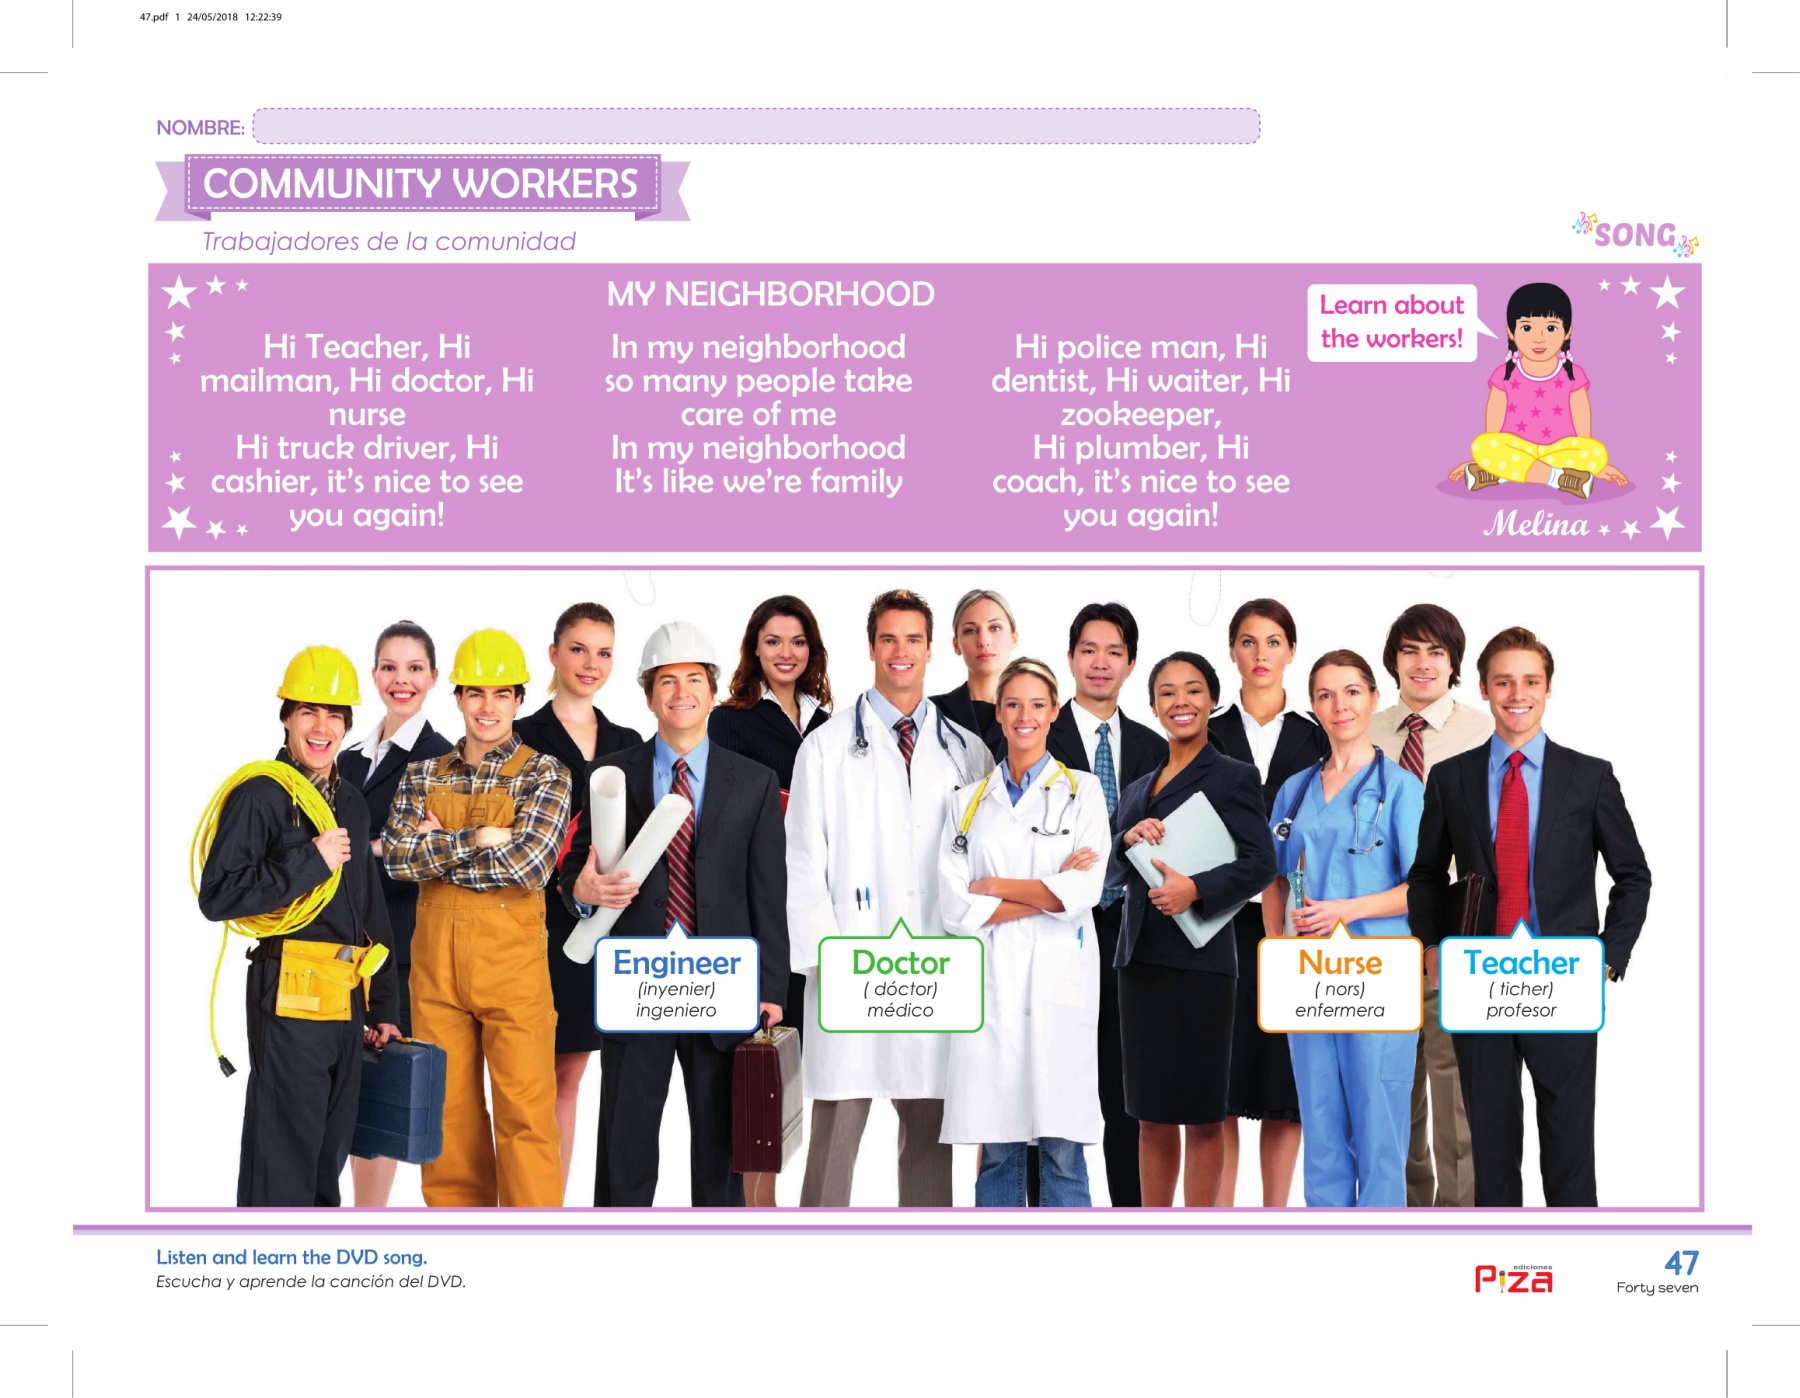 47.pdf 1 24/05/2018 12:22:39
NOMBRE:
COMMUNITY WORKERS
Trabajadores de la comunidad
SONG
MY NEIGHBORHOOD
Hi Teacher, Hi
mailman, Hi doctor, Hi
nurse
Hi truck driver, Hi
cashier, it's nice to see
you again!
In my neighborhood
so many people take
care of me
In my neighborhood
It's like we're family
Hi police man, Hi
dentist, Hi waiter, Hi
zookeeper,
Hi plumber, Hi
coach, it's nice to see
you again!
Learn about
the workers!
Melina
Engineer
(inyenier)
ingeniero
Doctor
( dóctor)
médico
Nurse
( nors)
enfermera
Teacher
( ticher)
profesor
Listen and learn the DVD song.
Escucha y aprende la canción del DVD.
ediciones
Piza
47
Forty seven